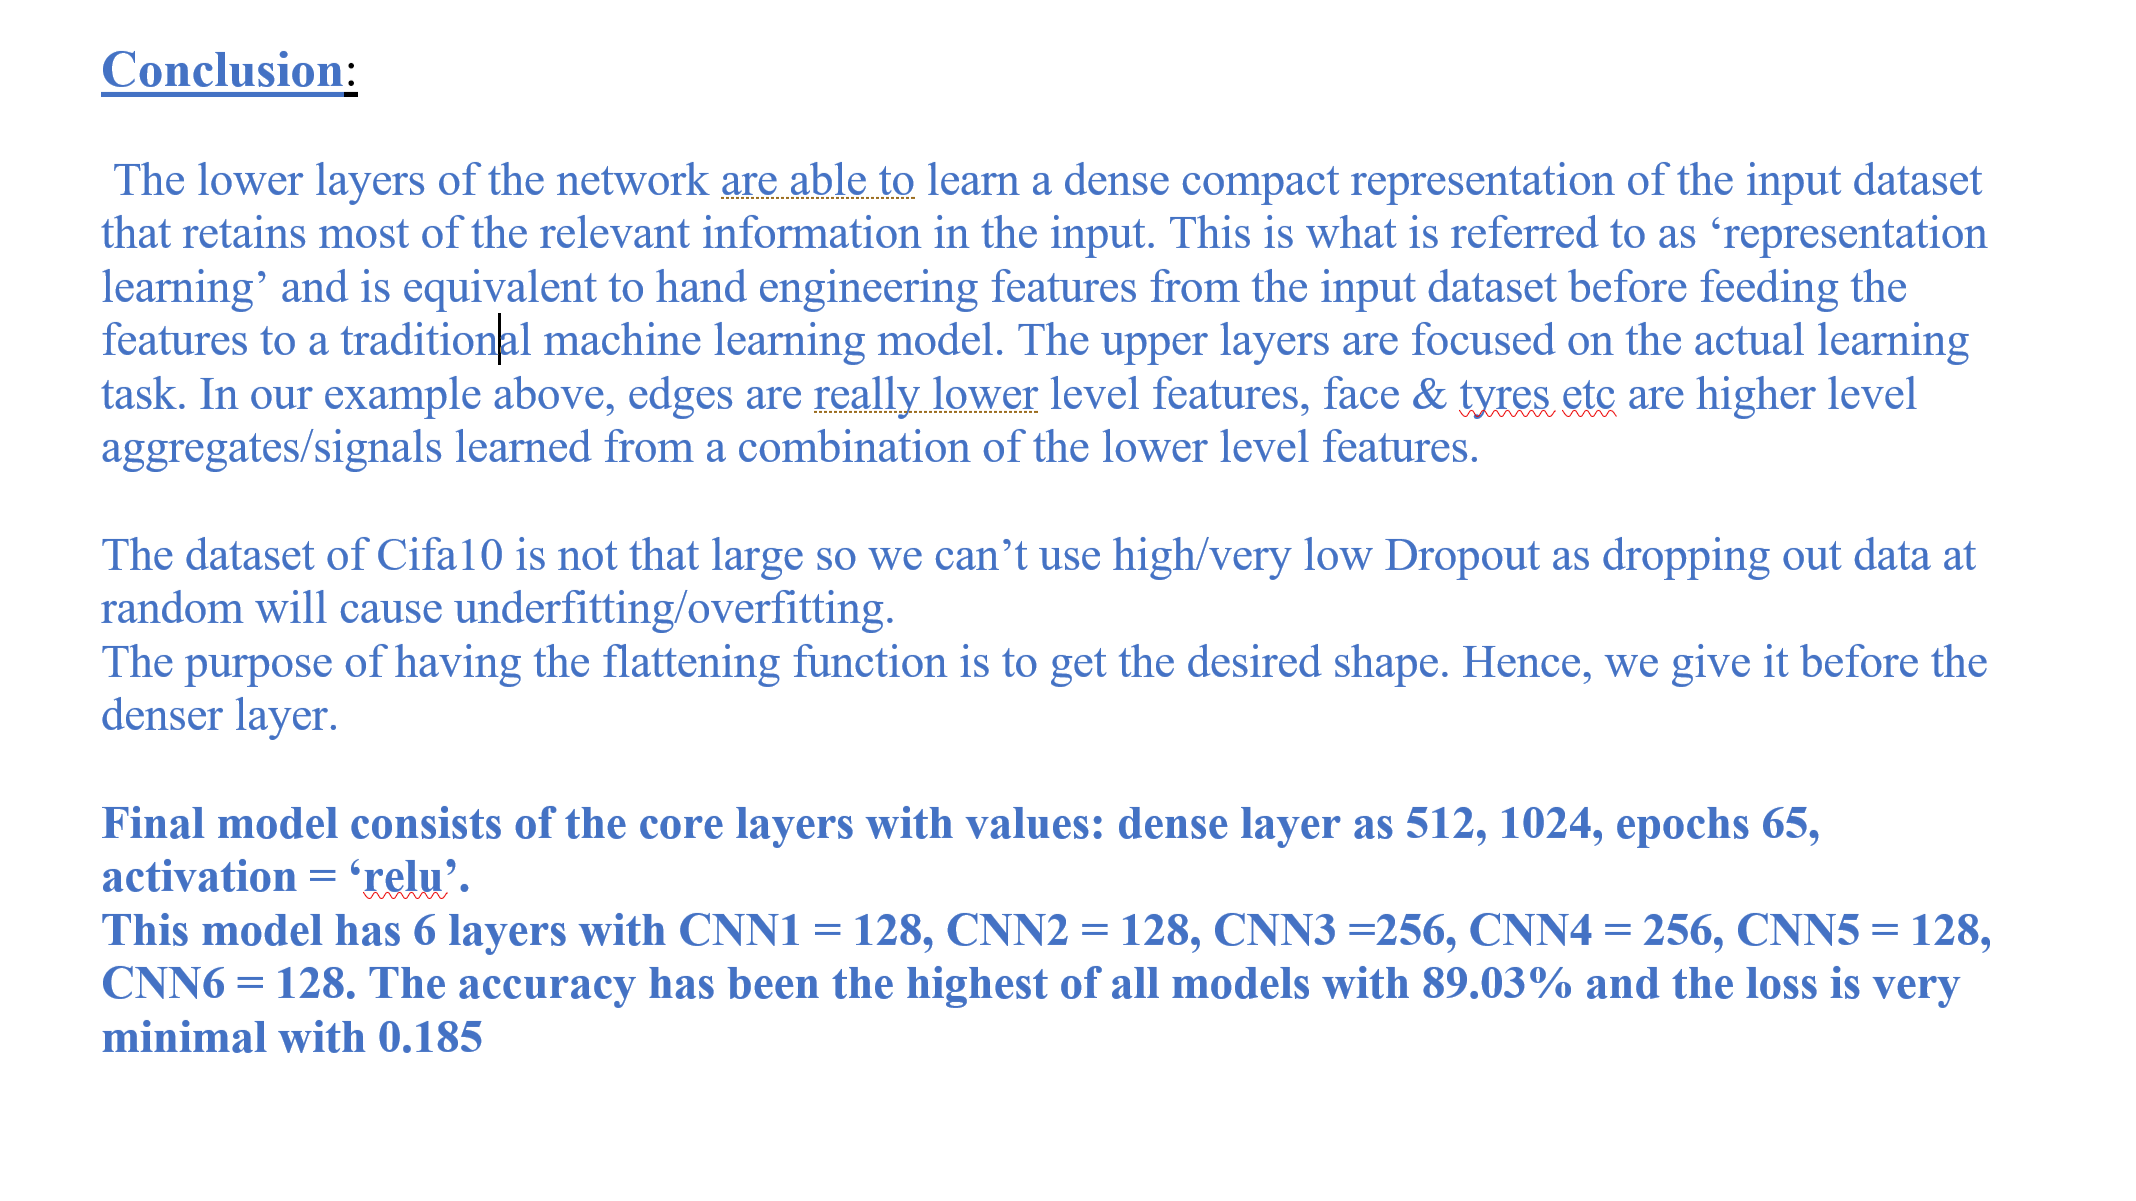 Conclusion:
The lower layers of the network are able to learn a dense compact representation of the input dataset
that retains most of the relevant information in the input. This is what is referred to as ‘representation
learning’ and is equivalent to hand engineering features from the input dataset before feeding the
features to a traditional machine learning model. The upper layers are focused on the actual learning
task. In our example above, edges are really lower level features, face & tyres etc are higher level
aggregates/signals learned from a combination of the lower level features.
The dataset of Cifa10 is not that large so we can’t use high/very low Dropout as dropping out data at
random will cause underfitting/overfitting.
The purpose of having the flattening function is to get the desired shape. Hence, we give it before the
denser layer.
Final model consists of the core layers with values: dense layer as 512, 1024, epochs 65,
activation = ‘relu’.
This model has 6 layers with CNN1 = 128, CNN2 = 128, CNN3 =256, CNN4 = 256, CNN5 = 128,
CNN6 = 128. The accuracy has been the highest of all models with 89.03% and the loss is very
minimal with 0.185